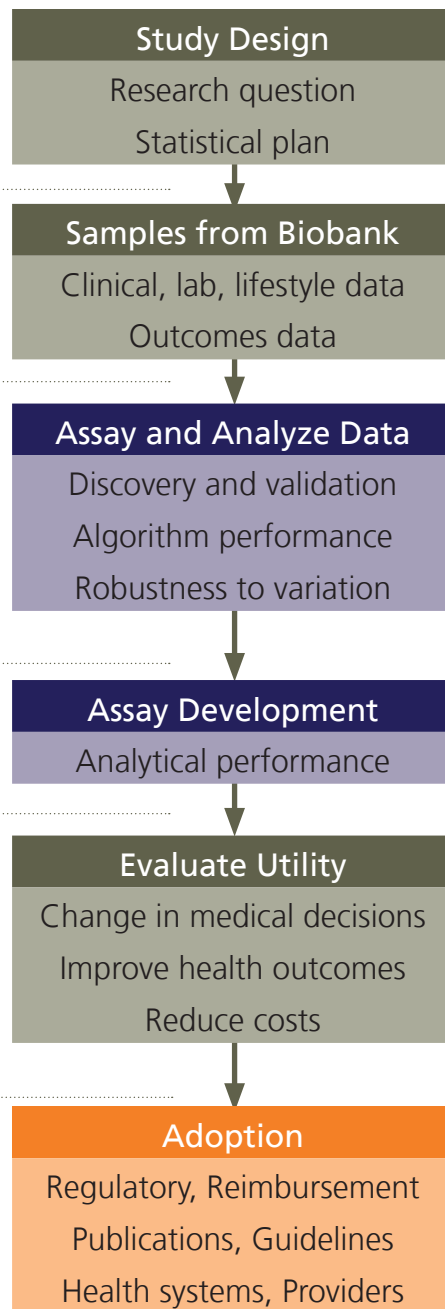 Study Design
Research question
Statistical plan
Samples from Biobank
Clinical, lab, lifestyle data
Outcomes data
Assay and Analyze Data
Discovery and validation
Algorithm performance
Robustness to variation
Assay Development
Analytical performance
Evaluate Utility
Change in medical decisions
Improve health outcomes
Reduce costs
Adoption
Regulatory, Reimbursement
Publications, Guidelines
Health systems, Providers